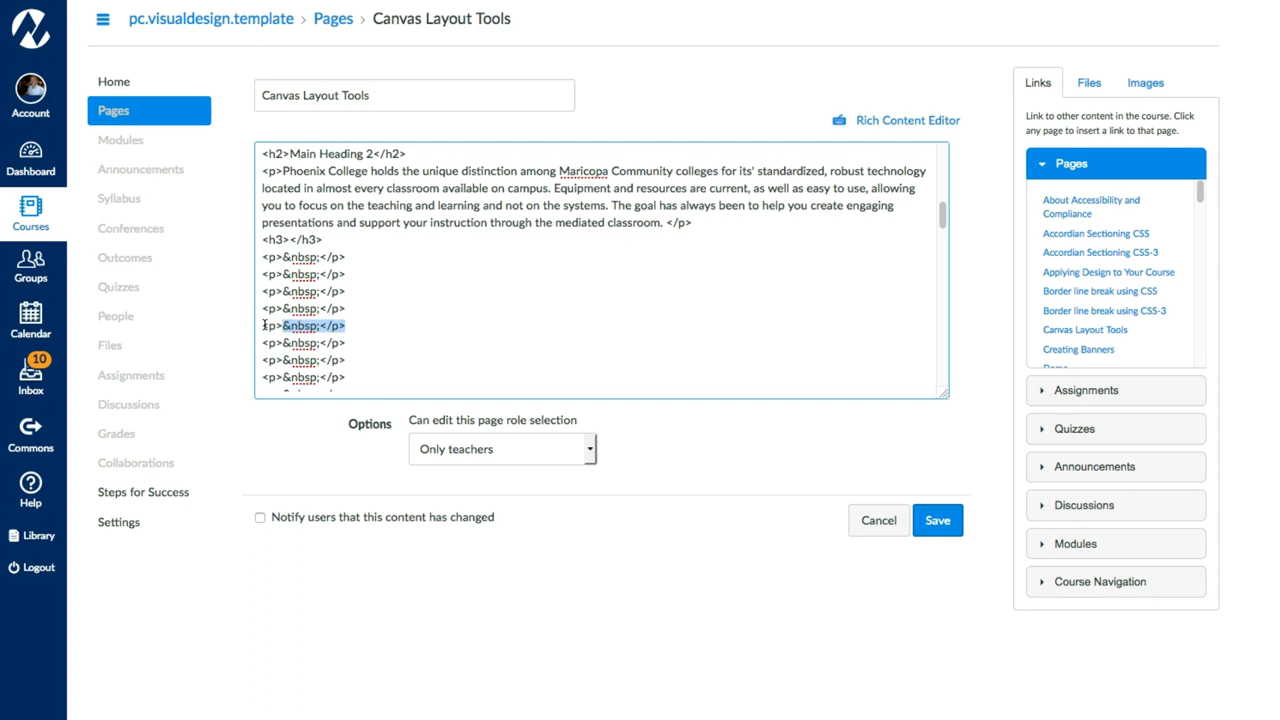 pc.visualdesign.template › Pages › Canvas Layout Tools
Account
Dashboard
Courses
Groups
Calendar
10
Inbox
Commons
Help
Library
Logout
Home
Pages
Modules
Announcements
Syllabus
Conferences
Outcomes
Quizzes
People
Files
Assignments
Discussions
Grades
Collaborations
Steps for Success
Settings
Canvas Layout Tools
Rich Content Editor
<h2>Main Heading 2</h2>
<p>Phoenix College holds the unique distinction among Maricopa Community colleges for its' standardized, robust technology
located in almost every classroom available on campus. Equipment and resources are current, as well as easy to use, allowing
you to focus on the teaching and learning and not on the systems. The goal has always been to help you create engaging
presentations and support your instruction through the mediated classroom. </p>
<h3></h3>
<p>&nbsp;</p>
<p>&nbsp;</p>
<p>&nbsp;</p>
<p>&nbsp;</p>
<p>&nbsp;</p>
<p>&nbsp;</p>
<p>&nbsp;</p>
<p>&nbsp;</p>
Options
Can edit this page role selection
Only teachers
Notify users that this content has changed
Cancel
Save
Links
Files
Images
Link to other content in the course. Click
any page to insert a link to that page.
Pages
About Accessibility and
Compliance
Accordian Sectioning CSS
Accordian Sectioning CSS-3
Applying Design to Your Course
Border line break using CSS
Border line break using CSS-3
Canvas Layout Tools
Creating Banners
Assignments
Quizzes
Announcements
Discussions
Modules
Course Navigation